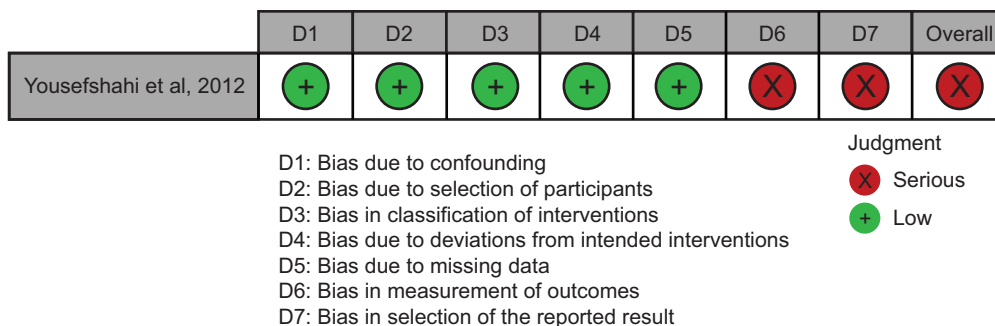 D1 D2 D3 D4 D5 D6 D7 Overall
Yousefshahi et al, 2012 + + + + + X X X
Judgment
X Serious
+ Low
D1: Bias due to confounding
D2: Bias due to selection of participants
D3: Bias in classification of interventions
D4: Bias due to deviations from intended interventions
D5: Bias due to missing data
D6: Bias in measurement of outcomes
D7: Bias in selection of the reported result